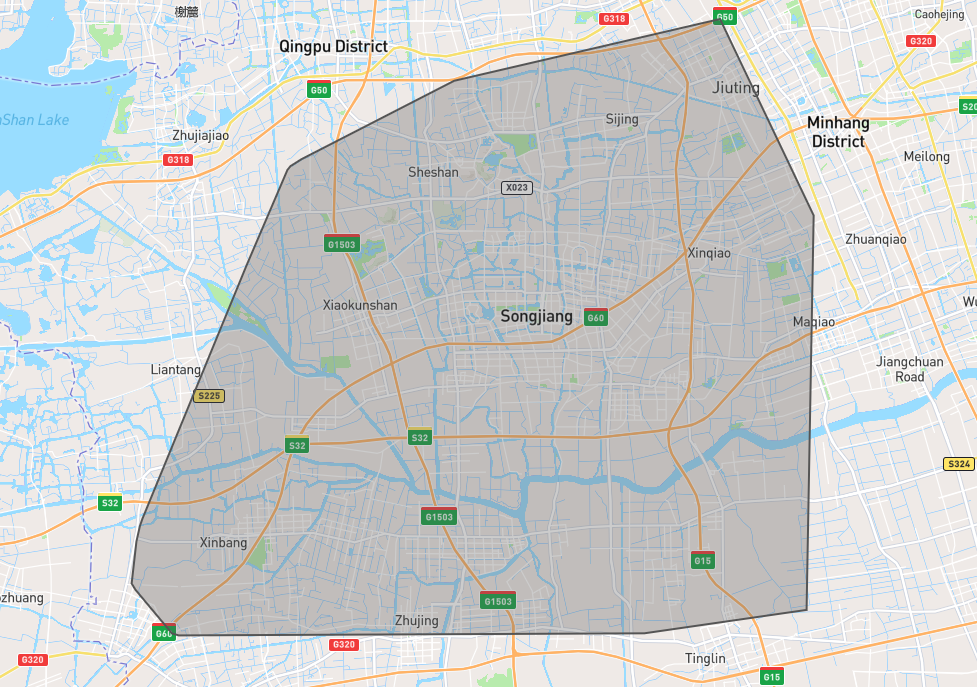 榭麓
G318
G50
Caohejing
Qingpu District
G320
G50
Jiuting
S20
Shan Lake
Zhujiajiao
Sijing
Minhang
District
G318
Sheshan
X023
Meilong
G1503
Xinqiao
Zhuanqiao
Xiaokunshan
Songjiang
G60
Maqiao
Liantang
Jiangchuan
Road
S225
S32
S32
S324
S32
G1503
Xinbang
G15
zhuang
G1503
Zhujing
G60
G320
G320
Tinglin
G15